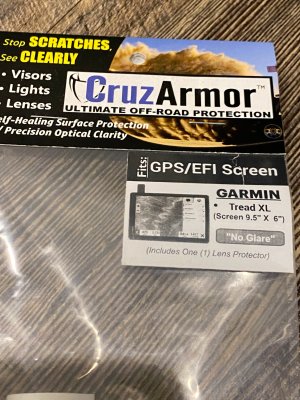 Stop SCRATCHES,
See CLEARLY
• Visors
• Lights
• Lenses
CruzArmor™
ULTIMATE OFF-ROAD PROTECTION
elf-Healing Surface Protection
/ Precision Optical Clarity
Fits:
GPS/EFI Screen
GARMIN
• Tread XL
(Screen 9.5" X 6")
"No Glare"
(Includes One (1) Lens Protector)